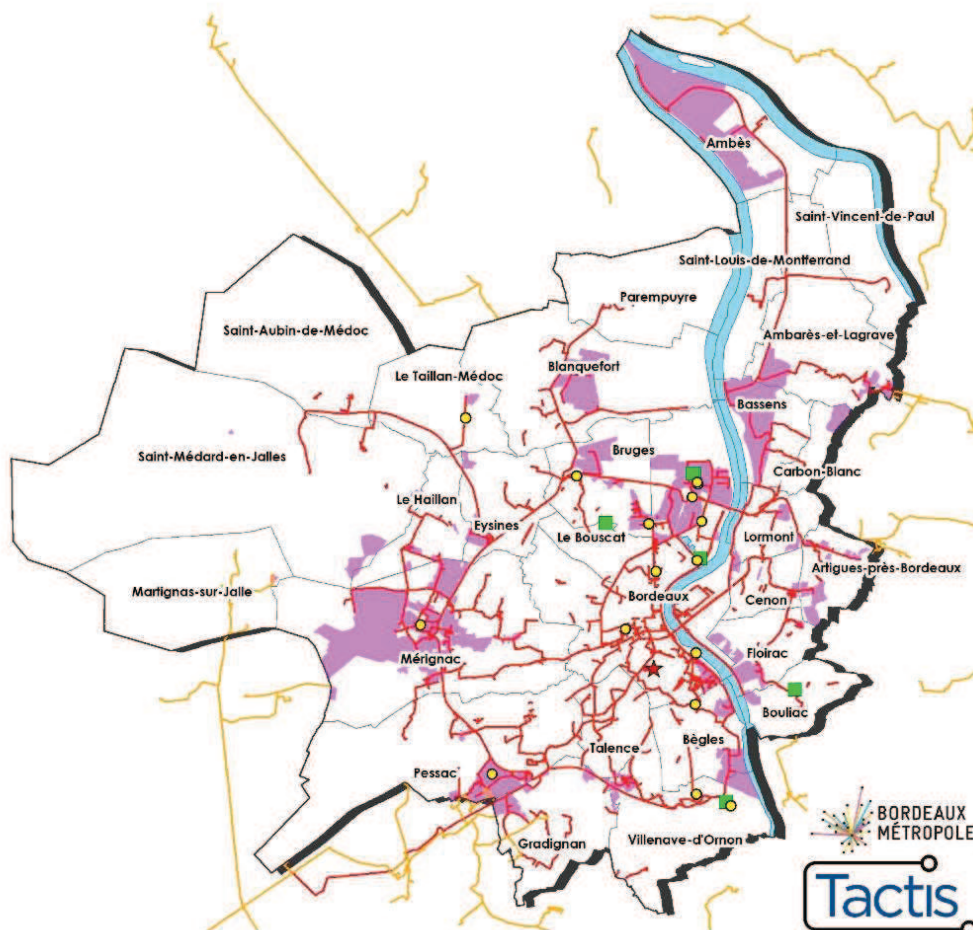 Ambès
Saint-Vincent-de-Paul
Saint-Louis-de-Montferrand
Parempuyre
Saint-Aubin-de-Médoc
Ambarès-et-Lagrave
Le Taillan-Médoc
Blanquefort
Bassens
Saint-Médard-en-Jalles
Bruges
Carbon-Blanc
Le Haillan
Eysines
Le Bouscat
Lormont
Artigues-près-Bordeaux
Martignas-sur-Jalle
Bordeaux
Cenon
Mérignac
Floirac
Bouliac
Talence
Bègles
Pessac
Gradignan
Villenave-d'Ornon
BORDEAUX
MÉTROPOLE
Tactis